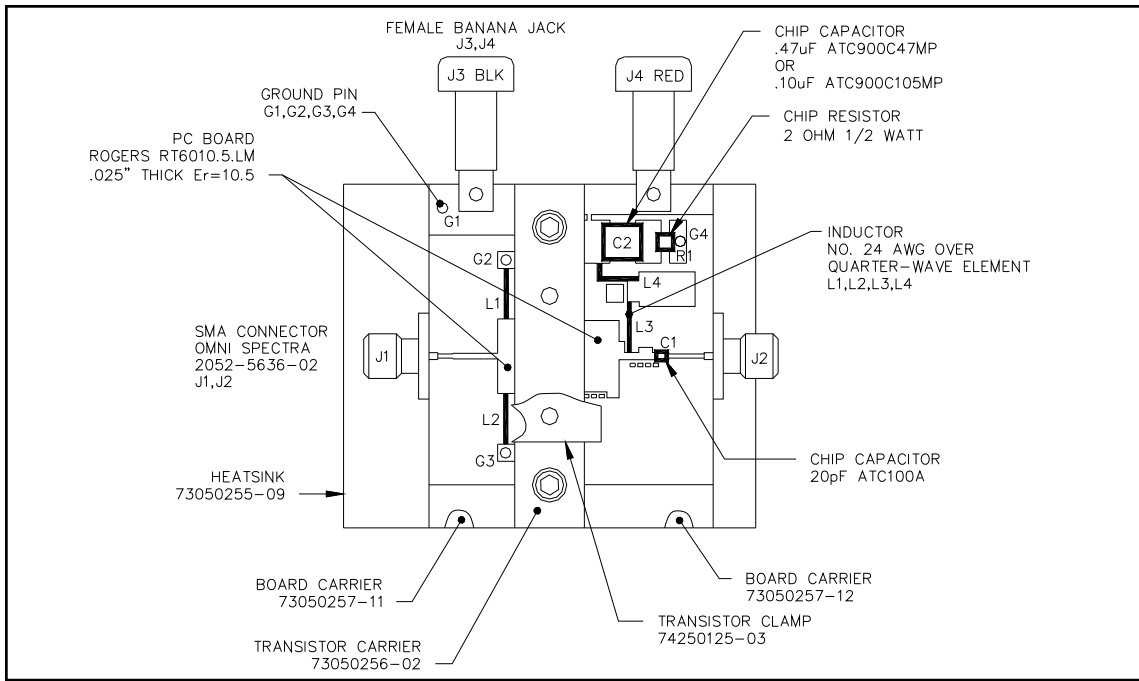 FEMALE BANANA JACK
J3,J4
J3 BLK
J4 RED
CHIP CAPACITOR
.47uF ATC900C47MP
OR
.10uF ATC900C105MP
GROUND PIN
G1,G2,G3,G4
CHIP RESISTOR
2 OHM 1/2 WATT
PC BOARD
ROGERS RT6010.5.LM
.025" THICK Er=10.5
G1
C2
G4
R1
G2
INDUCTOR
NO. 24 AWG OVER
QUARTER-WAVE ELEMENT
L1,L2,L3,L4
L4
L1
L3
SMA CONNECTOR
OMNI SPECTRA
2052-5636-02
J1,J2
J1
C1
J2
L2
G3
CHIP CAPACITOR
20pF ATC100A
HEATSINK
73050255-09
BOARD CARRIER
73050257-11
BOARD CARRIER
73050257-12
TRANSISTOR CLAMP
74250125-03
TRANSISTOR CARRIER
73050256-02